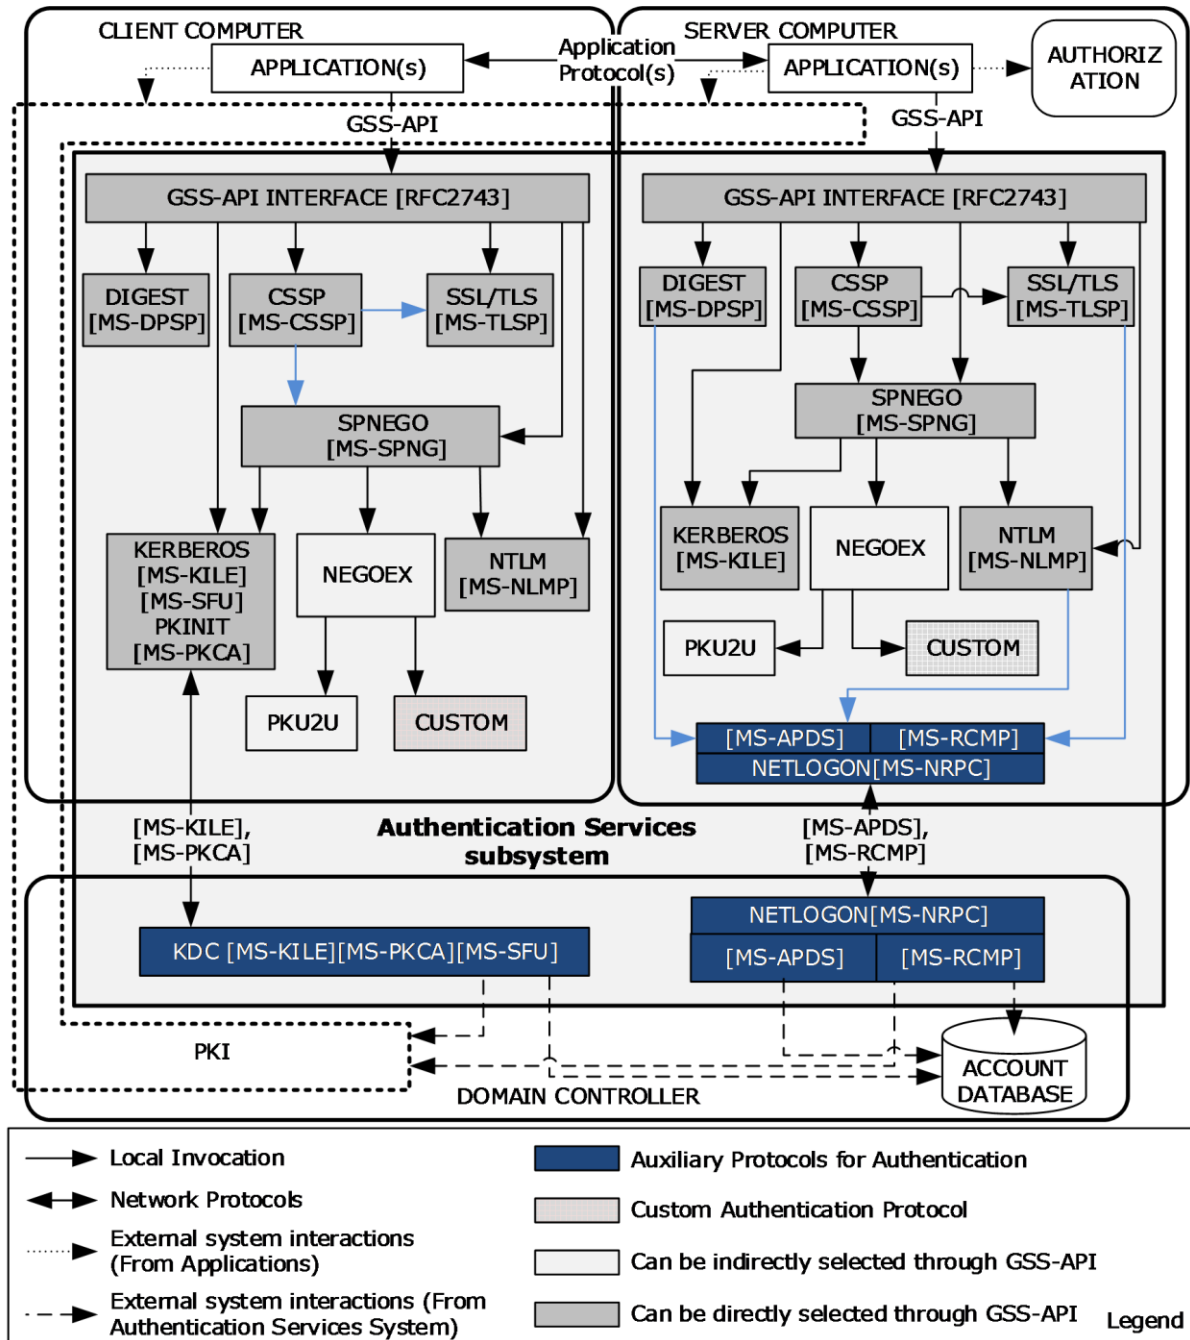 CLIENT COMPUTER
APPLICATION(s)
Application
Protocol(s)
SERVER COMPUTER
APPLICATION(s)
AUTHORIZ
ATION
GSS-API
GSS-API
GSS-API INTERFACE [RFC2743]
GSS-API INTERFACE [RFC2743]
DIGEST
[MS-DPSP]
CSSP
[MS-CSSP]
SSL/TLS
[MS-TLSP]
DIGEST
[MS-DPSP]
CSSP
[MS-CSSP]
SSL/TLS
[MS-TLSP]
SPNEGO
[MS-SPNG]
SPNEGO
[MS-SPNG]
KERBEROS
[MS-KILE]
[MS-SFU]
PKINIT
[MS-PKCA]
NEGOEX
NTLM
[MS-NLMP]
KERBEROS
[MS-KILE]
NEGOEX
NTLM
[MS-NLMP]
PKU2U
CUSTOM
PKU2U
CUSTOM
[MS-APDS]
[MS-RCMP]
NETLOGON[MS-NRPC]
[MS-KILE],
[MS-PKCA]
Authentication Services
subsystem
[MS-APDS],
[MS-RCMP]
KDC [MS-KILE][MS-PKCA][MS-SFU]
NETLOGON[MS-NRPC]
[MS-APDS]
[MS-RCMP]
PKI
DOMAIN CONTROLLER
ACCOUNT
DATABASE
Local Invocation
Network Protocols
External system interactions
(From Applications)
External system interactions (From
Authentication Services System)
Auxiliary Protocols for Authentication
Custom Authentication Protocol
Can be indirectly selected through GSS-API
Can be directly selected through GSS-API
Legend